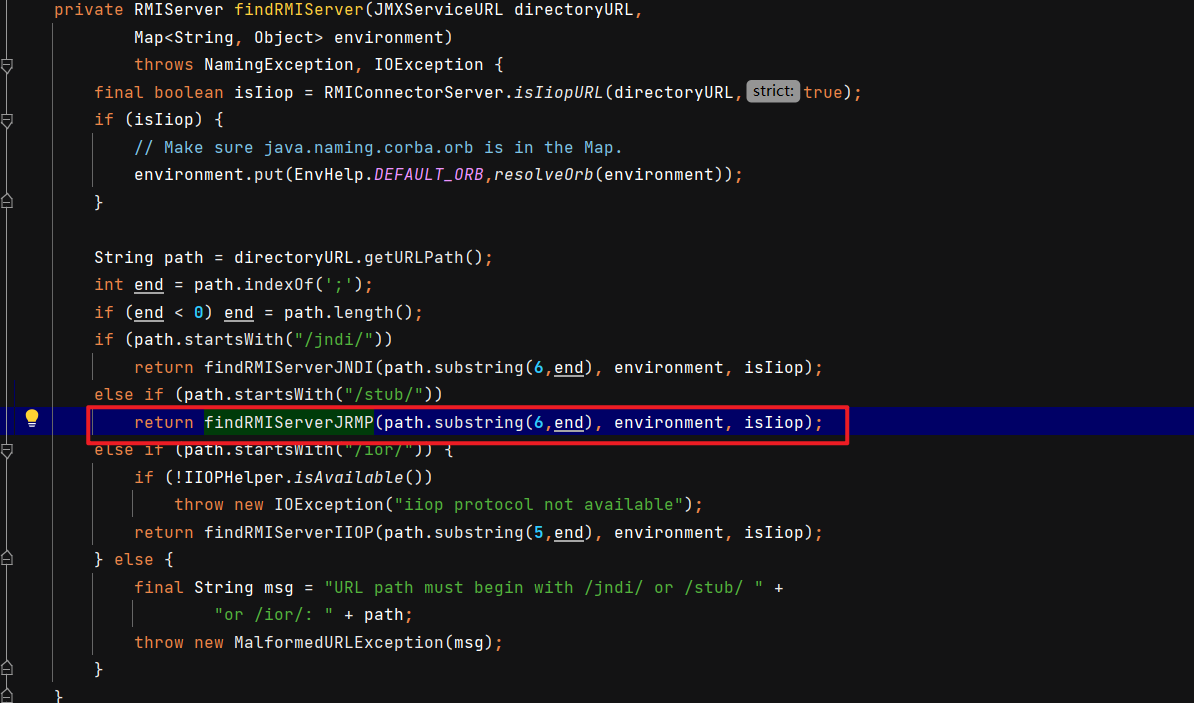 private RMIServer findRMIServer(JMXServiceURL directoryURL,
        Map<String, Object> environment)
        throws NamingException, IOException {
    final boolean isIiop = RMIConnectorServer.isIiopURL(directoryURL, strict: true);
    if (isIiop) {
        // Make sure java.naming.corba.orb is in the Map.
        environment.put(EnvHelp.DEFAULT_ORB,resolveOrb(environment));
    }

    String path = directoryURL.getURLPath();
    int end = path.indexOf(';');
    if (end < 0) end = path.length();
    if (path.startsWith("/jndi/"))
        return findRMIServerJNDI(path.substring(6,end), environment, isIiop);
    else if (path.startsWith("/stub/"))
        return findRMIServerJRMP(path.substring(6,end), environment, isIiop);
    else if (path.startsWith("/ior/")) {
        if (!IIOPHelper.isAvailable())
            throw new IOException("iiop protocol not available");
        return findRMIServerIIOP(path.substring(5,end), environment, isIiop);
    } else {
        final String msg = "URL path must begin with /jndi/ or /stub/ " +
                "or /ior/: " + path;
        throw new MalformedURLException(msg);
    }
}